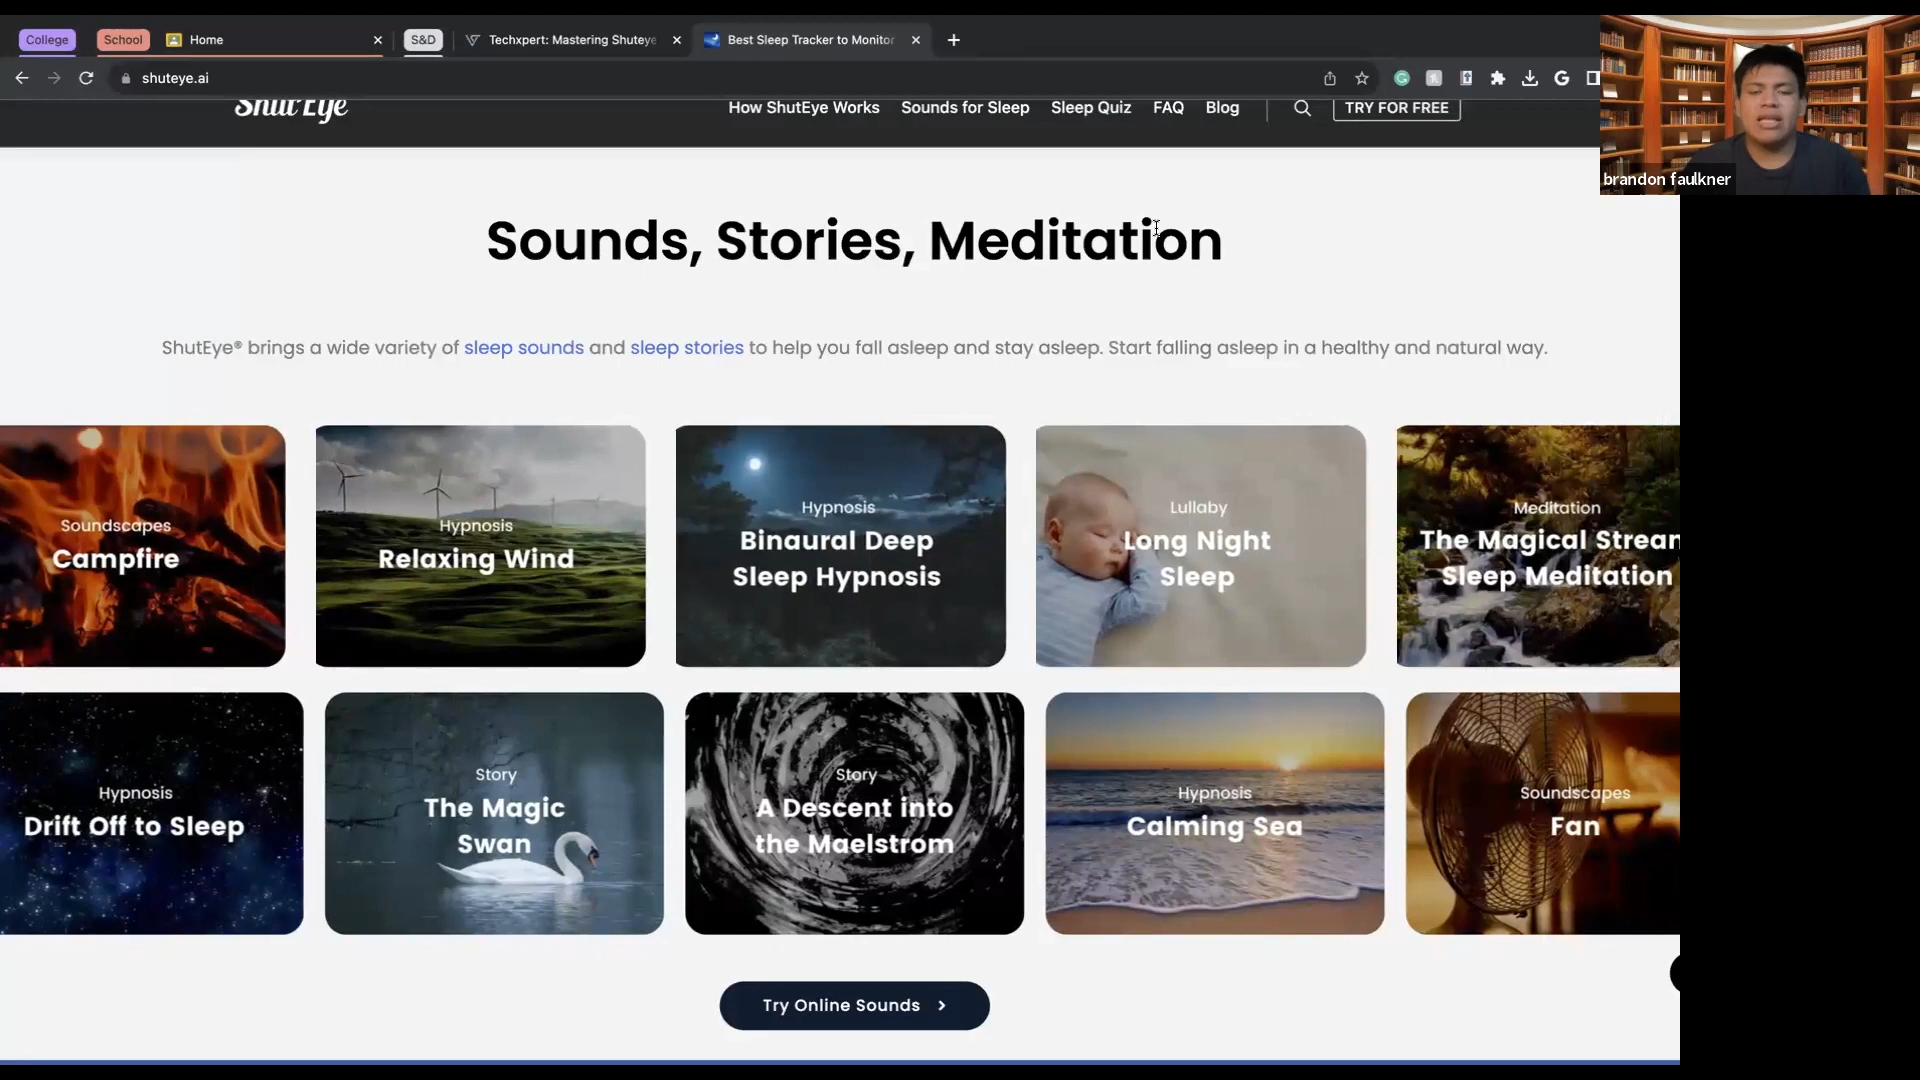 College
School
Home
S&D
Techxpert: Mastering Shuteye
Best Sleep Tracker to Monitor
shuteye.ai
ShutEye
How ShutEye Works
Sounds for Sleep
Sleep Quiz
FAQ
Blog
TRY FOR FREE
brandon faulkner
Sounds, Stories, Meditation
ShutEye® brings a wide variety of sleep sounds and sleep stories to help you fall asleep and stay asleep. Start falling asleep in a healthy and natural way.
Soundscapes
Campfire
Hypnosis
Relaxing Wind
Hypnosis
Binaural Deep
Sleep Hypnosis
Lullaby
Long Night
Sleep
Meditation
The Magical Stream
Sleep Meditation
Hypnosis
Drift Off to Sleep
Story
The Magic
Swan
Story
A Descent into
the Maelstrom
Hypnosis
Calming Sea
Soundscapes
Fan
Try Online Sounds